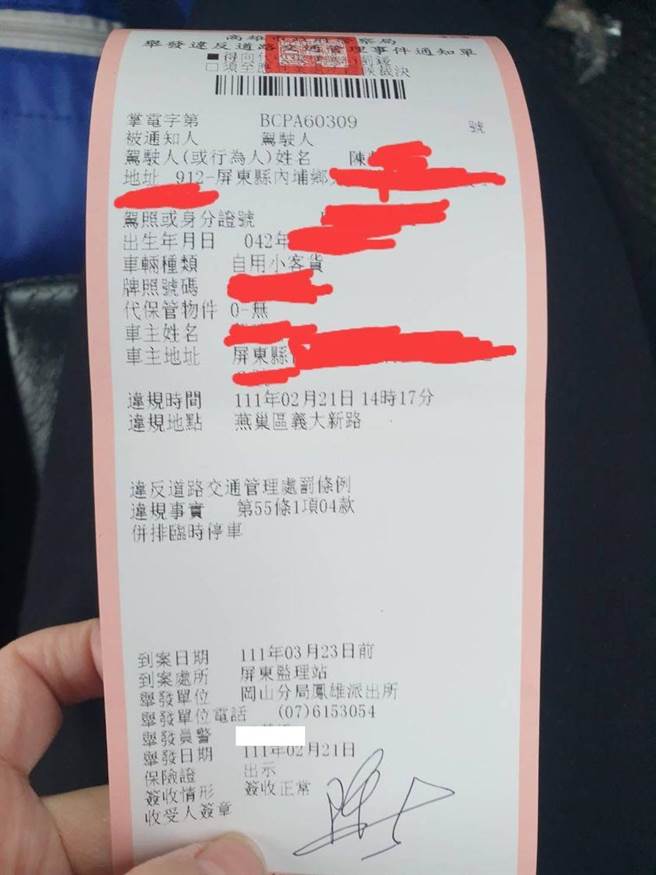 舉發違反道路交通管理事件通知單
掌電字第 BCPA60309 號
被通知人 駕駛人
駕駛人(或行為人)姓名 陳
地址 912-屏東縣內埔鄉
駕照或身分證號
出生年月日 042年
車輛種類 自用小客貨
牌照號碼
代保管物件 0-無
車主姓名
車主地址 屏東縣
違規時間 111年02月21日 14時17分
違規地點 燕巢區義大新路
違反道路交通管理處罰條例
違規事實 第55條1項04款
併排臨時停車
到案日期 111年03月23日前
到案處所 屏東監理站
舉發單位 岡山分局鳳雄派出所
舉發單位電話 (07)6153054
舉發員警
舉發日期 111年02月21日
保險證 出示
簽收情形 簽收正常
收受人簽章